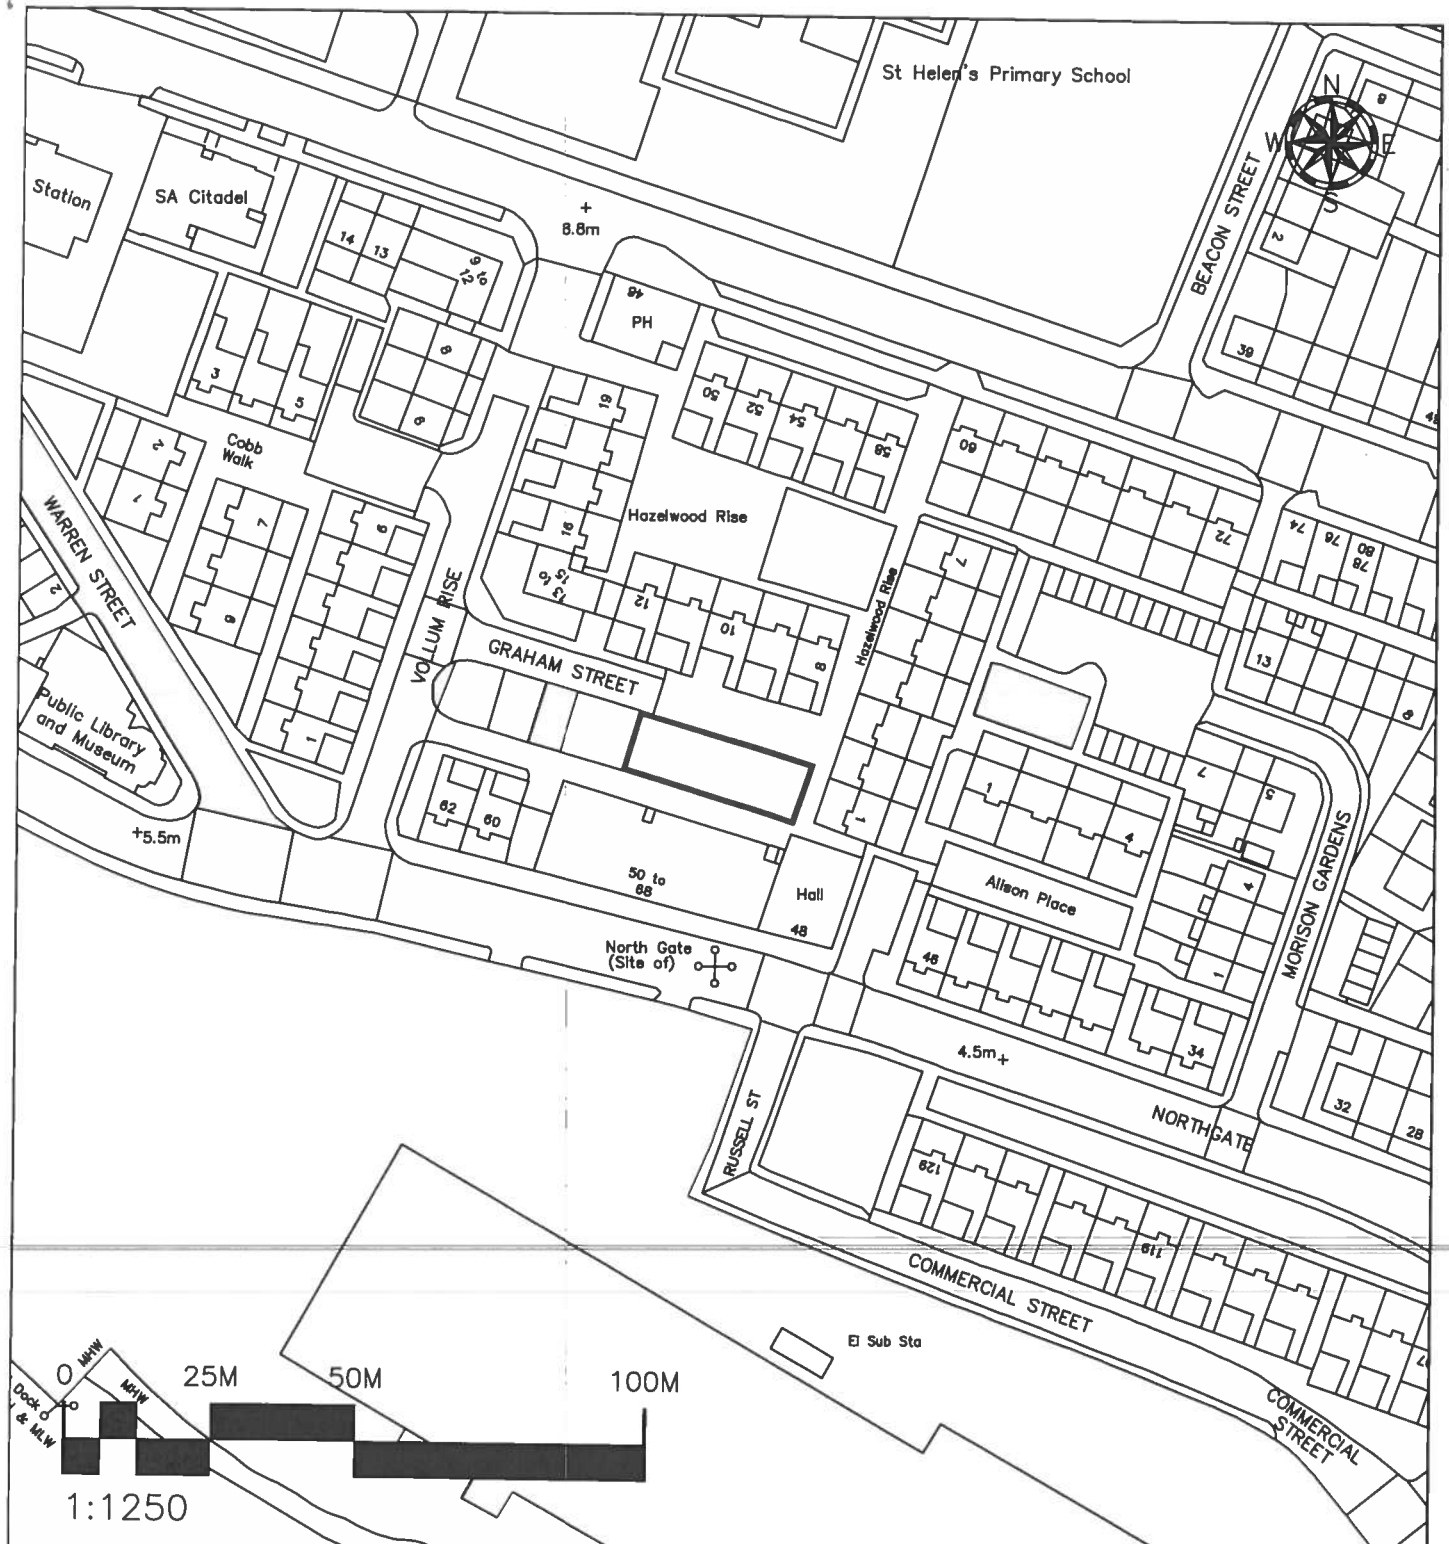 St Helen's Primary School
N
W
E
S
8
BEACON STREET
2
39
Station
SA Citadel
8.8m
14
13
9 to
12
48
PH
8
6
3
5
Cobb
Walk
19
50
52
54
58
60
2
1
7
6
6
16
Hazelwood Rise
13 to
15
12
10
8
72
74
76
78
80
7
Hazelwood Rise
WARREN STREET
2
VOLLUM RISE
GRAHAM STREET
13
8
Public Library
and Museum
1
62
60
1
1
4
7
5
MORISON GARDENS
5.5m
50 to
68
Hall
48
Alison Place
4
1
North Gate
(Site of)
46
34
4.5m
NORTHGATE
32
28
RUSSELL ST
129
119
COMMERCIAL STREET
El Sub Sta
COMMERCIAL
STREET
MHW
MHW
Dock
& MLW
0
25M
50M
100M
1:1250